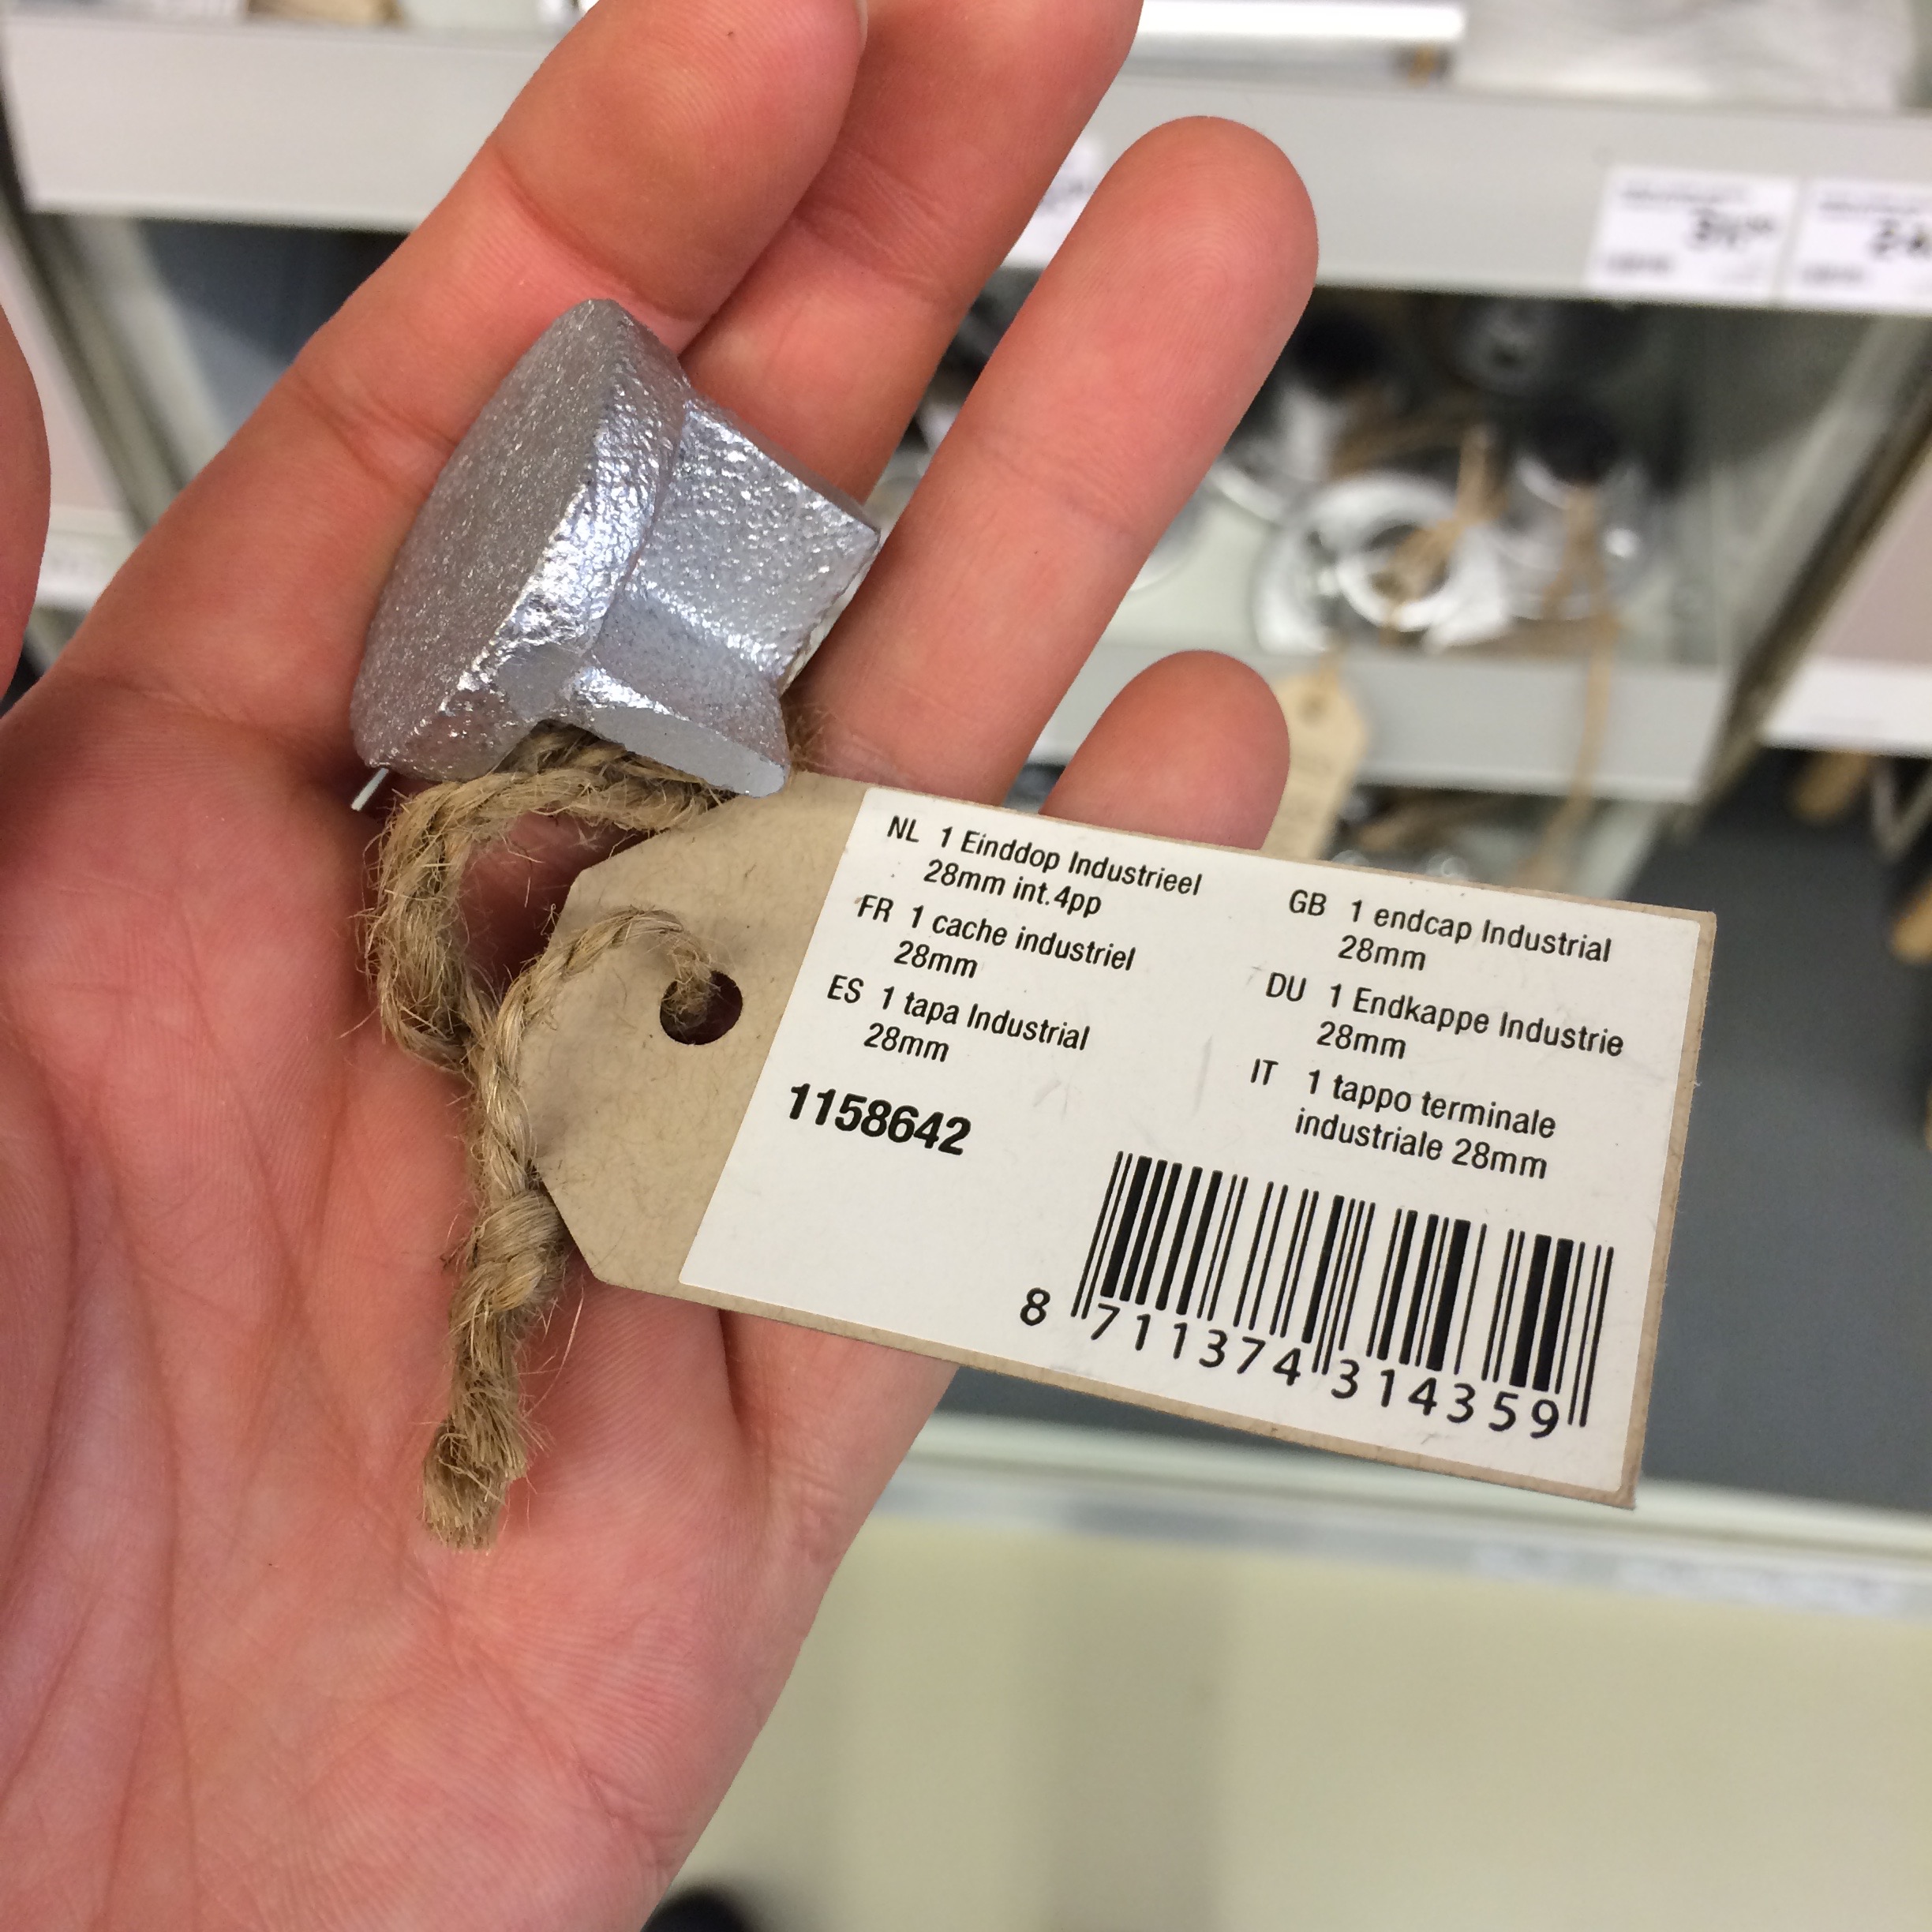 NL 1 Einddop Industrieel
28mm int.4pp
FR 1 cache industriel
28mm
ES 1 tapa Industrial
28mm
1158642
GB 1 endcap Industrial
28mm
DU 1 Endkappe Industrie
28mm
IT 1 tappo terminale
industriale 28mm
8 711374 314359